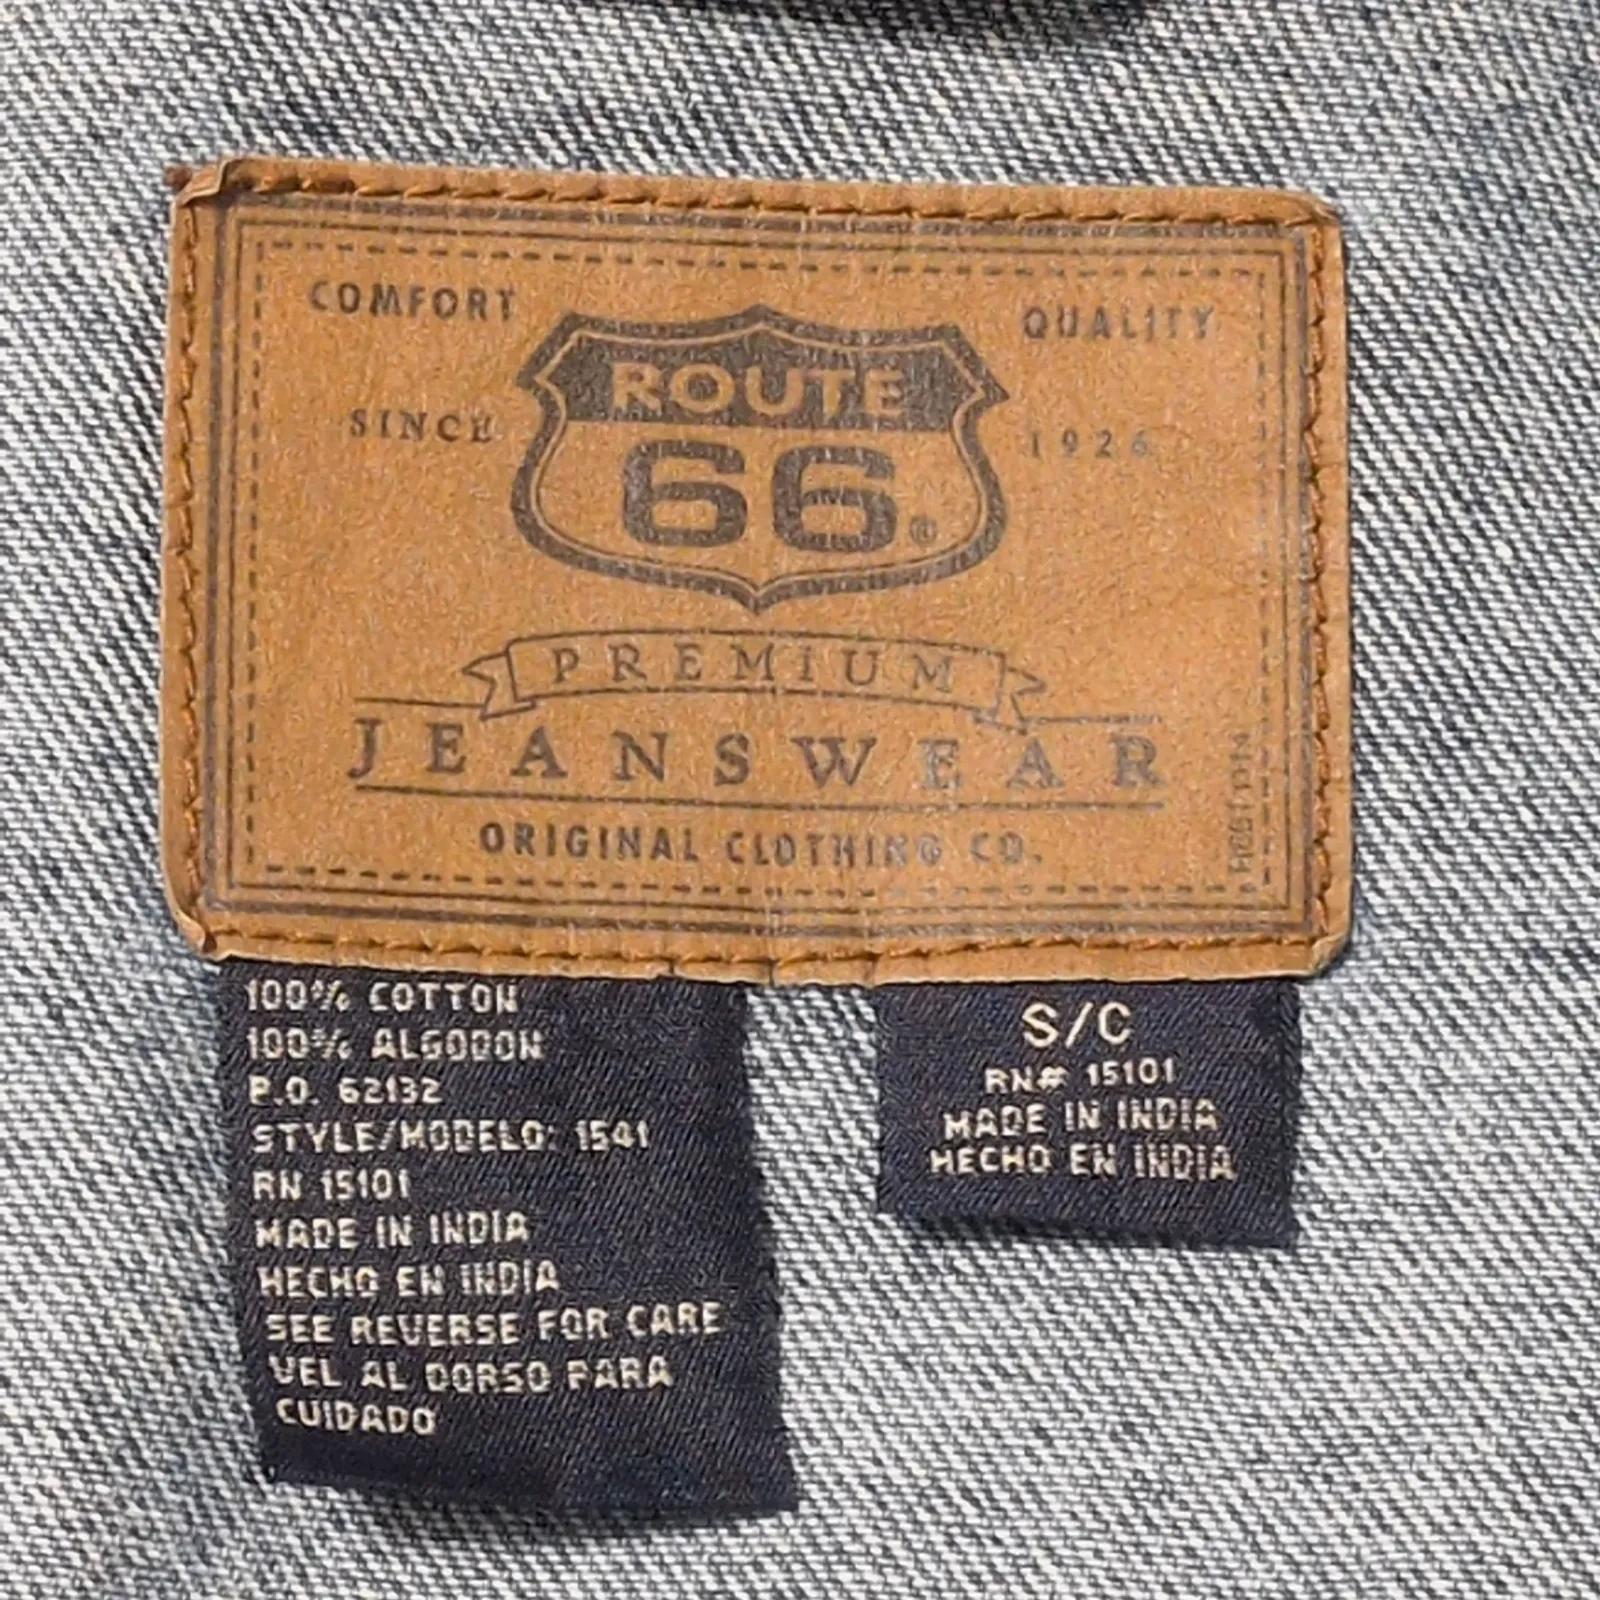 COMFORT QUALITY
ROUTE
SINCE 1926
66®
PREMIUM
JEANSWEAR
ORIGINAL CLOTHING CO.
100% COTTON
100% ALGODON
P.O. 62132
STYLE/MODELO: 1541
RN 15101
MADE IN INDIA
HECHO EN INDIA
SEE REVERSE FOR CARE
VEL AL DORSO PARA
CUIDADO
S/C
RN# 15101
MADE IN INDIA
HECHO EN INDIA